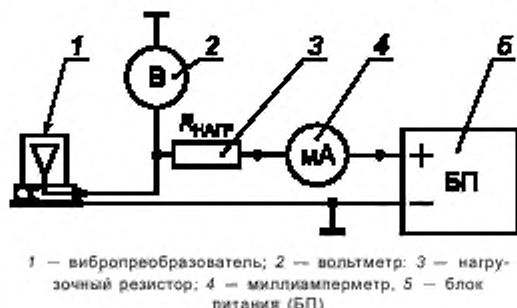 1 2 3 4 5
В
RНАГР
мА
+
БП
−
1 — вибропреобразователь; 2 — вольтметр: 3 — нагру-
зочный резистор; 4 — миллиамперметр, 5 — блок
питания (БП)